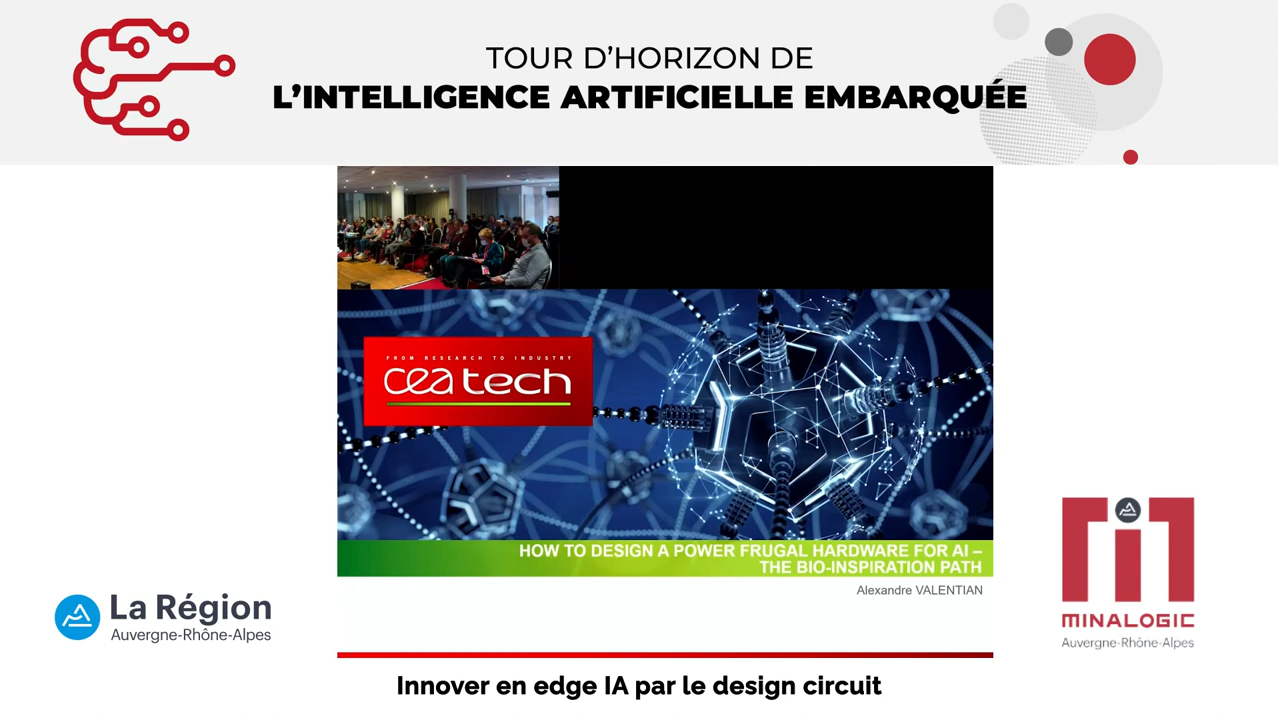 TOUR D'HORIZON DE
L'INTELLIGENCE ARTIFICIELLE EMBARQUÉE
FROM RESEARCH TO INDUSTRY
cea tech
HOW TO DESIGN A POWER FRUGAL HARDWARE FOR AI –
THE BIO-INSPIRATION PATH
Alexandre VALENTIAN
La Région
Auvergne-Rhône-Alpes
MINALOGIC
Auvergne-Rhône-Alpes
Innover en edge IA par le design circuit